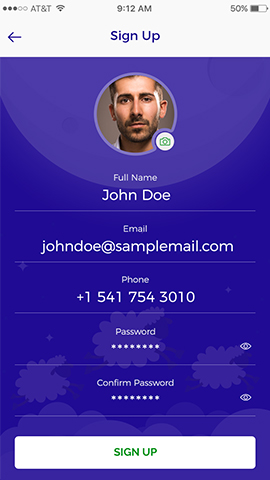 AT&T 9:12 AM 50%
Sign Up
Full Name
John Doe
Email
johndoe@samplemail.com
Phone
+1 541 754 3010
Password
********
Confirm Password
********
SIGN UP